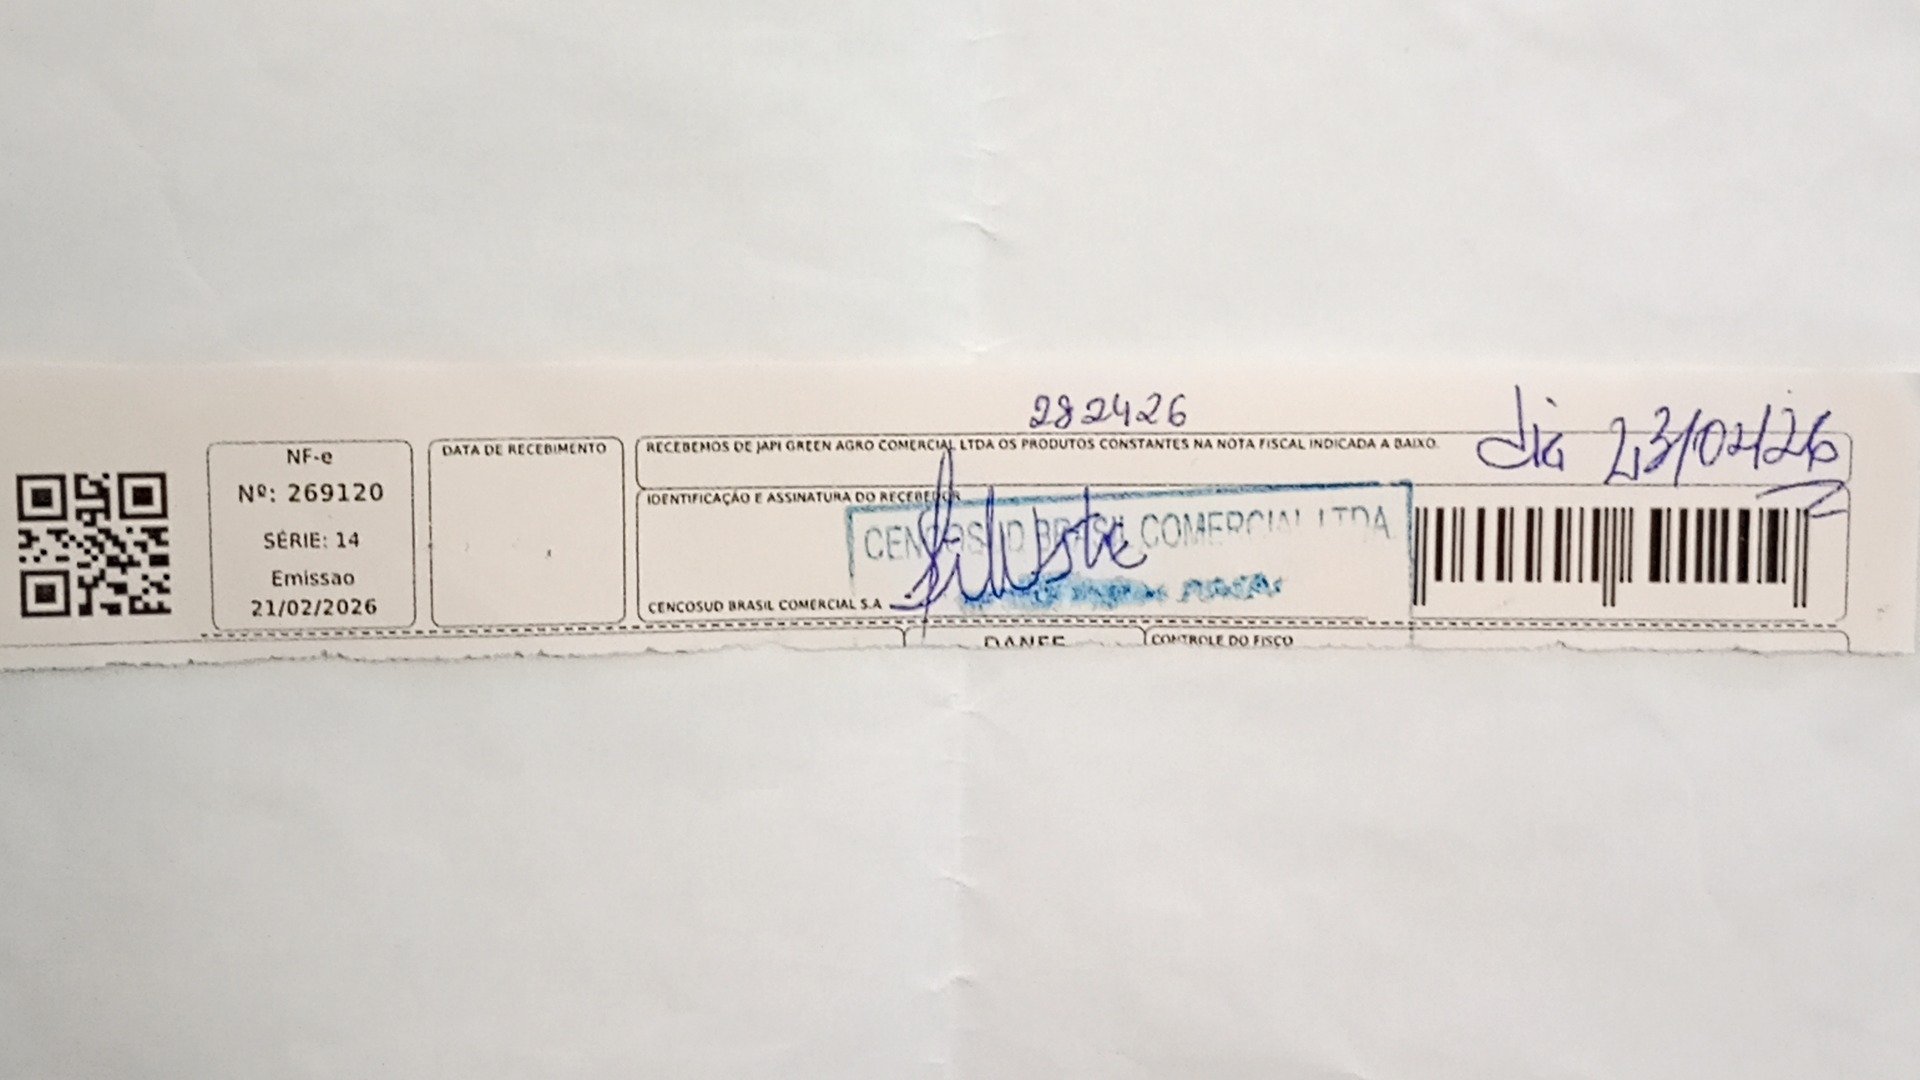 282426
dia 23/02/26
NF-e
Nº: 269120
SÉRIE: 14
Emissao
21/02/2026
DATA DE RECEBIMENTO
RECEBEMOS DE JAPI GREEN AGRO COMERCIAL LTDA OS PRODUTOS CONSTANTES NA NOTA FISCAL INDICADA A BAIXO.
IDENTIFICAÇÃO E ASSINATURA DO RECEBEDOR
CENCOSUD BRASIL COMERCIAL LTDA
CENCOSUD BRASIL COMERCIAL S.A
DANFE
CONTROLE DO FISCO